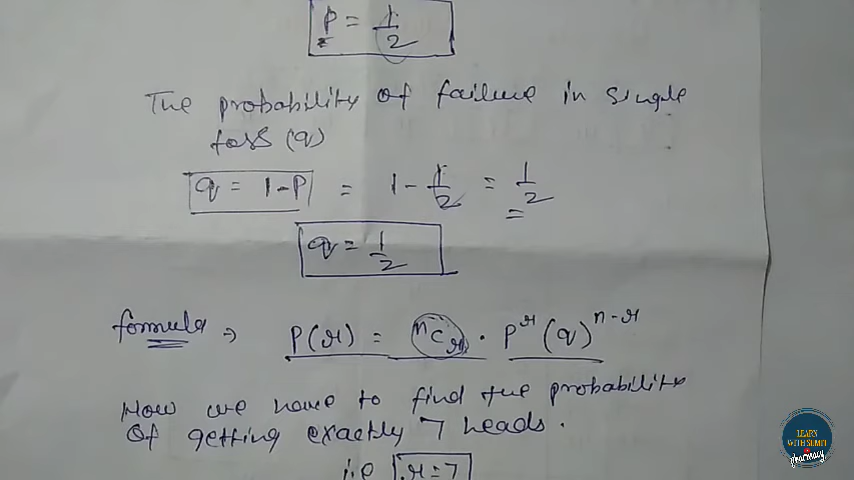 P = 1/2
The probability of failure in single
toss (q)
q = 1-P = 1 - 1/2 = 1/2
q = 1/2
formula → P(r) = nCr . P^r (q)^n-r
Now we have to find the probability
Of getting exactly 7 heads.
i.e r=7
LEARN
WITH SUMIT
pharmacy